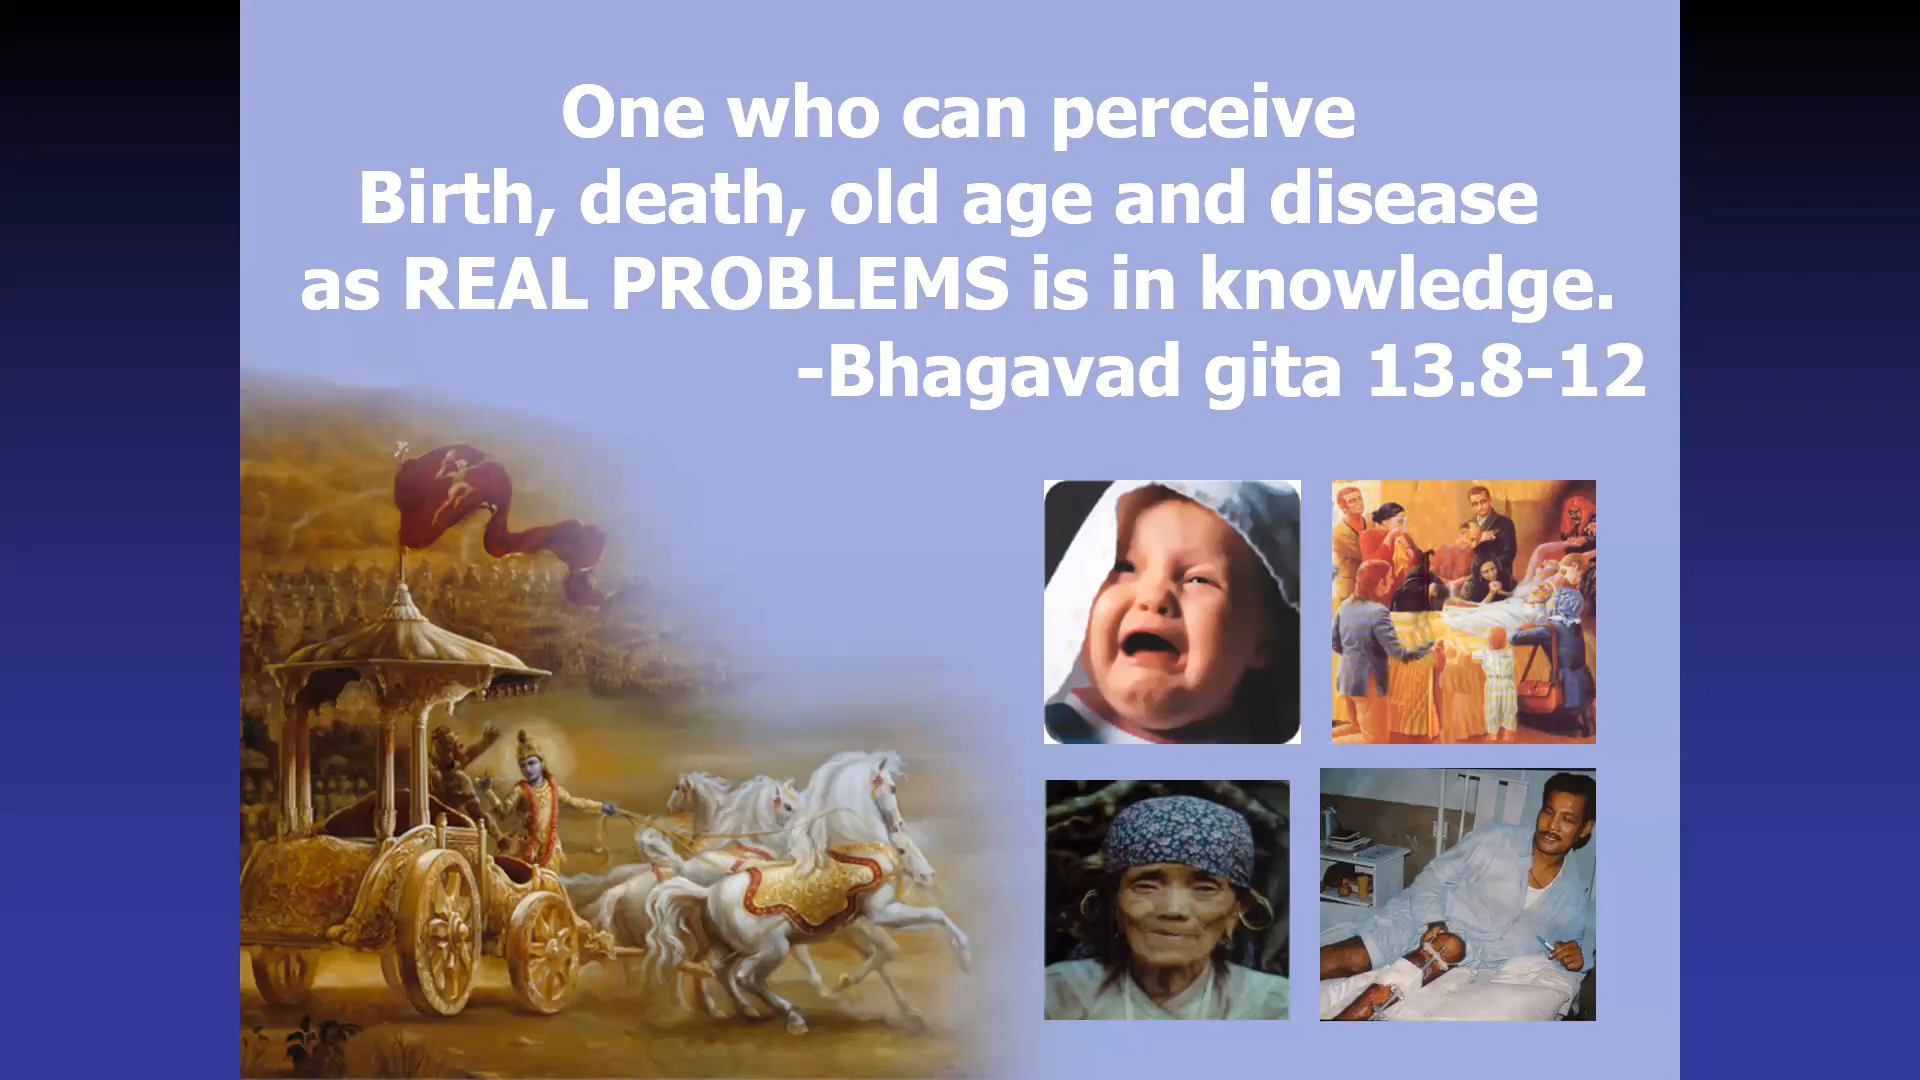 One who can perceive
Birth, death, old age and disease
as REAL PROBLEMS is in knowledge.
-Bhagavad gita 13.8-12